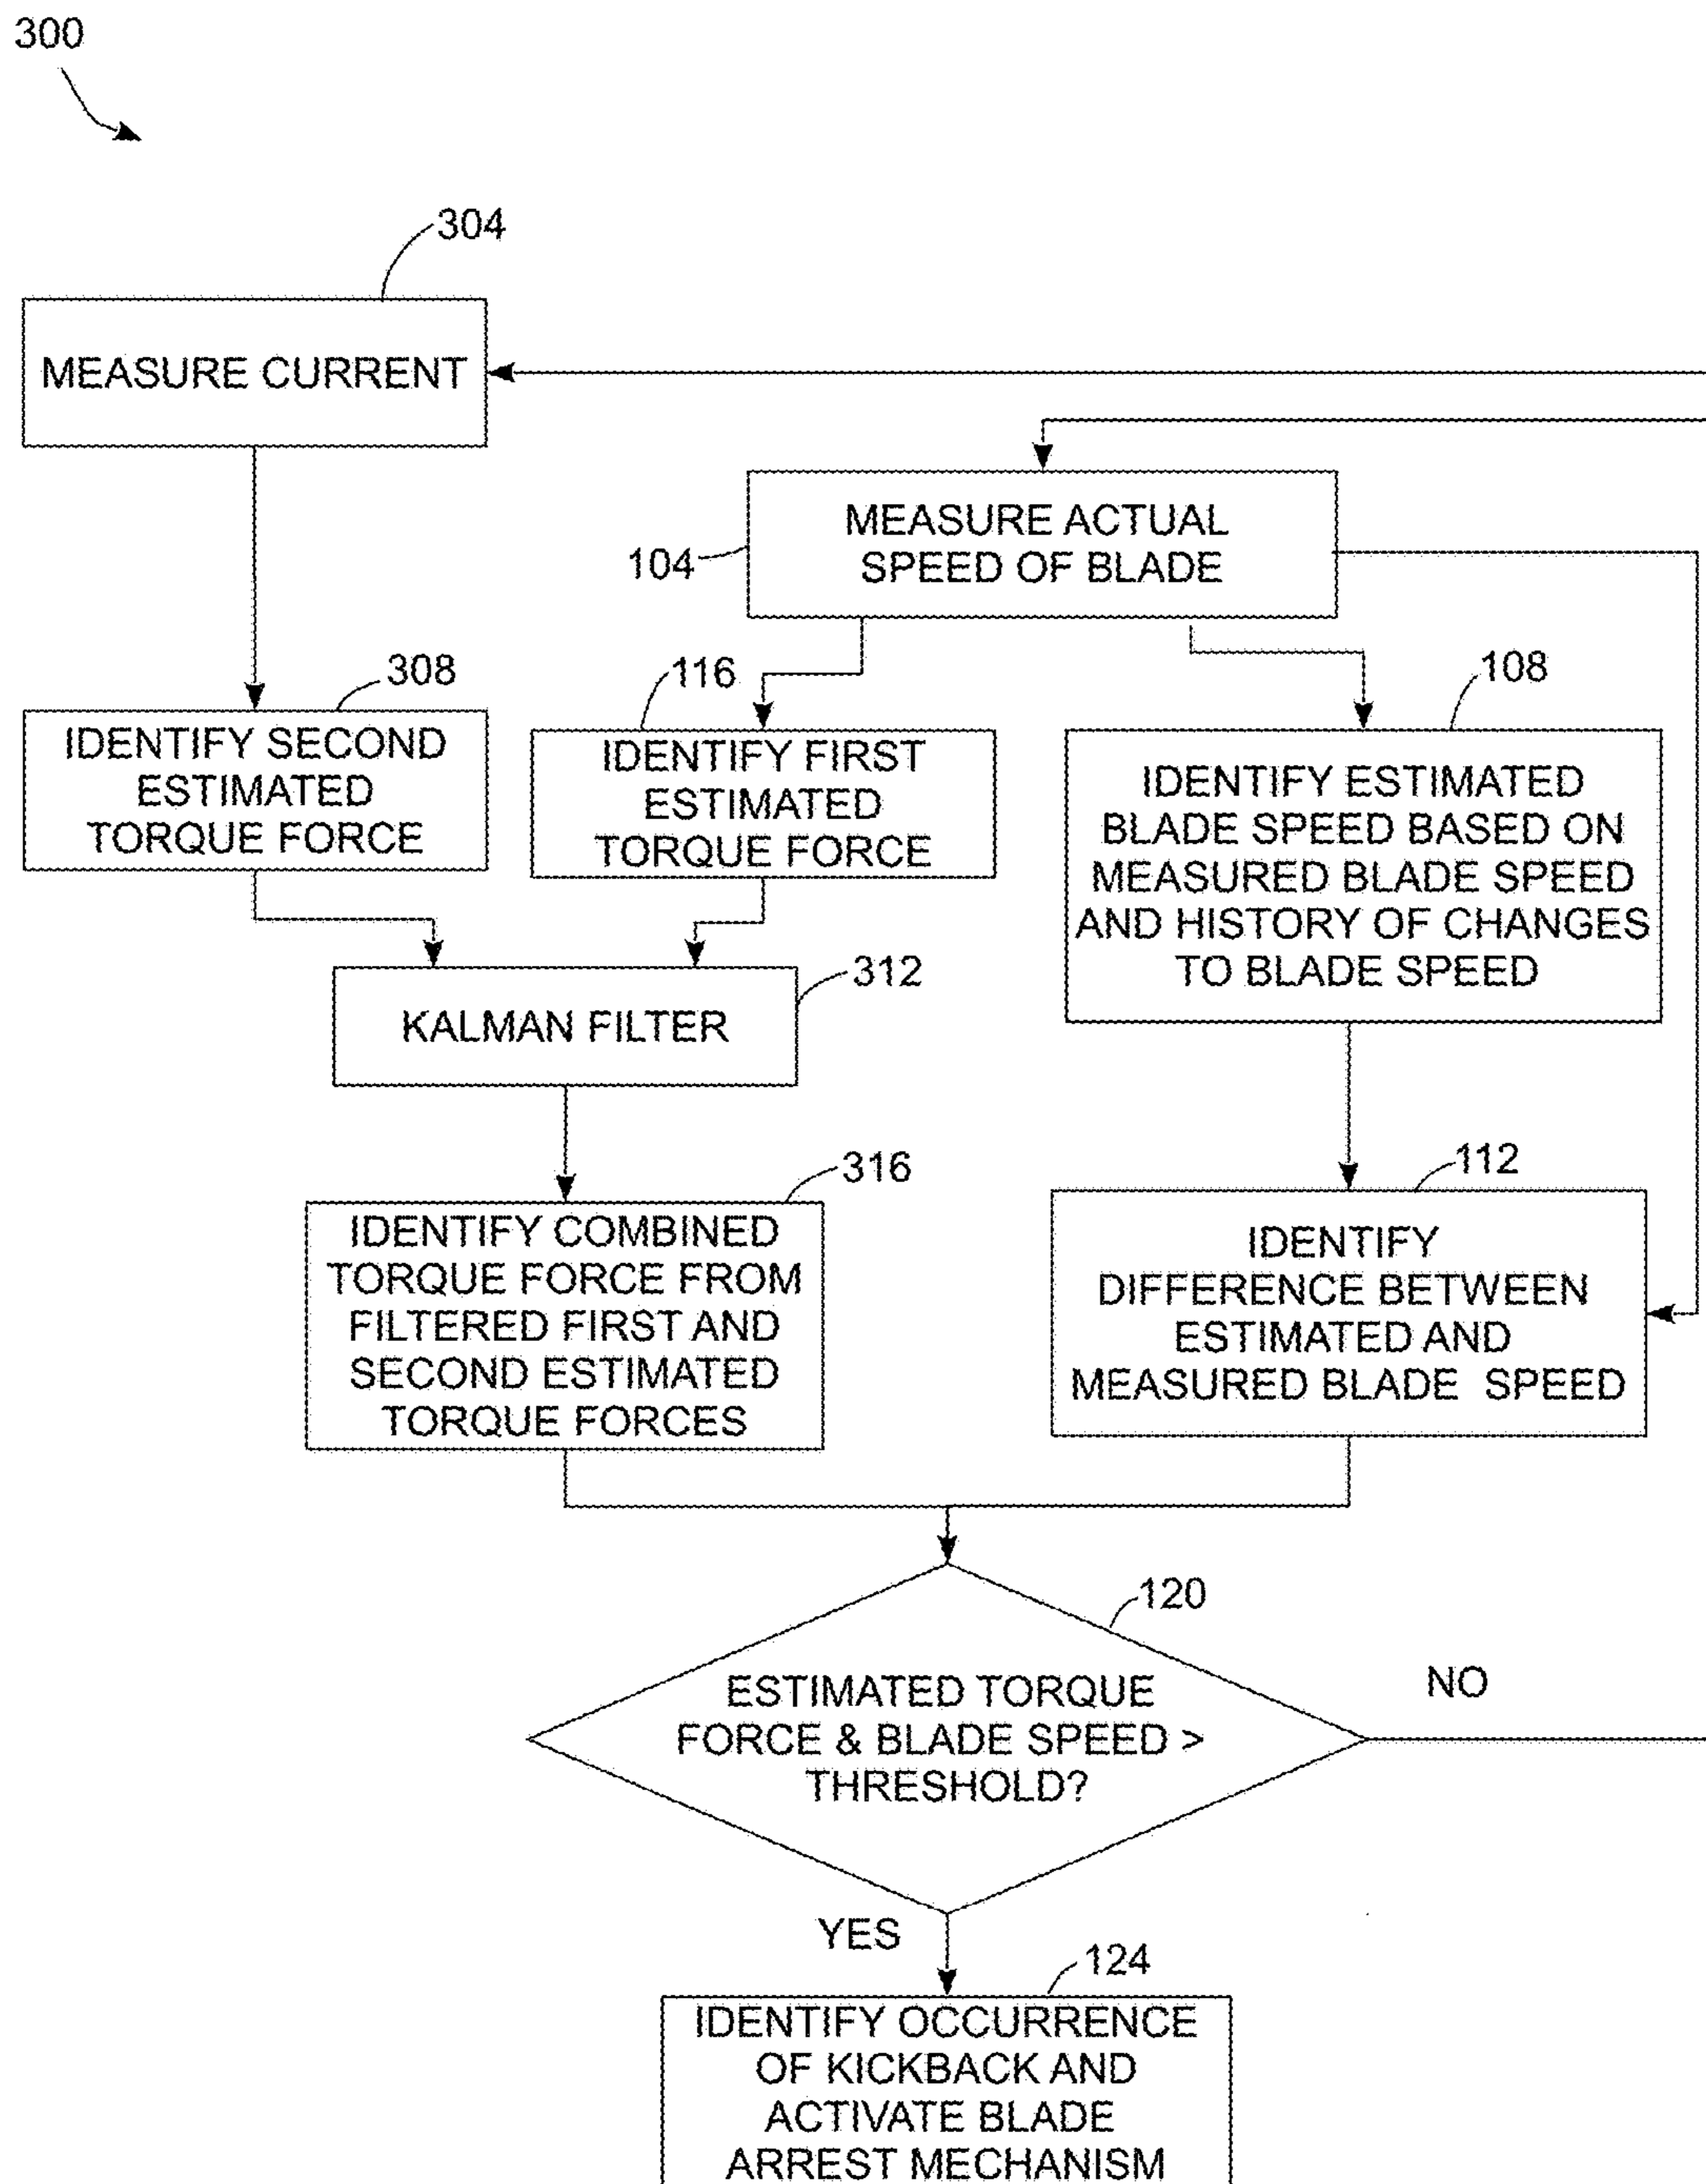 300
304
MEASURE CURRENT
MEASURE ACTUAL
SPEED OF BLADE
104
308
116
108
IDENTIFY SECOND
ESTIMATED
TORQUE FORCE
IDENTIFY FIRST
ESTIMATED
TORQUE FORCE
IDENTIFY ESTIMATED
BLADE SPEED BASED ON
MEASURED BLADE SPEED
AND HISTORY OF CHANGES
TO BLADE SPEED
312
KALMAN FILTER
316
112
IDENTIFY COMBINED
TORQUE FORCE FROM
FILTERED FIRST AND
SECOND ESTIMATED
TORQUE FORCES
IDENTIFY
DIFFERENCE BETWEEN
ESTIMATED AND
MEASURED BLADE SPEED
120
ESTIMATED TORQUE
FORCE & BLADE SPEED >
THRESHOLD?
NO
YES
124
IDENTIFY OCCURRENCE
OF KICKBACK AND
ACTIVATE BLADE
ARREST MECHANISM